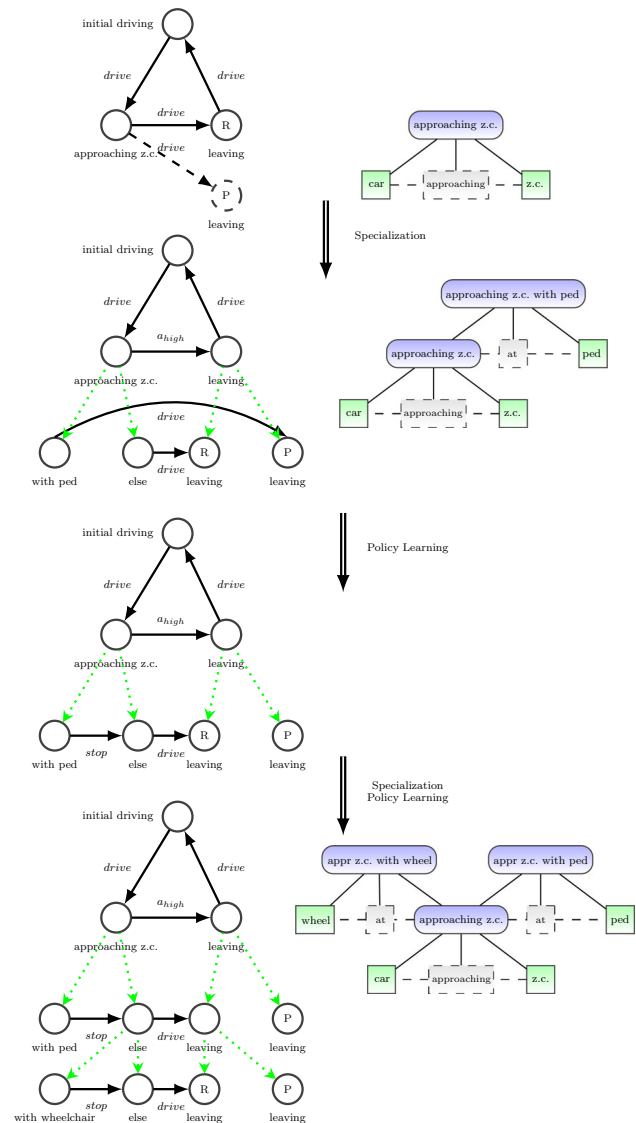 initial driving
drive
drive
drive
R
approaching z.c.
drive
leaving
P
leaving
approaching z.c.
car
approaching
z.c.
Specialization
initial driving
drive
drive
a_high
approaching z.c.
leaving
drive
R
P
with ped
else
drive
leaving
leaving
approaching z.c. with ped
approaching z.c.
at
ped
car
approaching
z.c.
Policy Learning
initial driving
drive
drive
a_high
approaching z.c.
leaving
R
P
with ped
stop
else
drive
leaving
leaving
Specialization
Policy Learning
initial driving
drive
drive
a_high
approaching z.c.
leaving
P
with ped
stop
else
drive
leaving
leaving
R
P
with wheelchair
stop
else
drive
leaving
leaving
appr z.c. with wheel
appr z.c. with ped
wheel
at
approaching z.c.
at
ped
car
approaching
z.c.